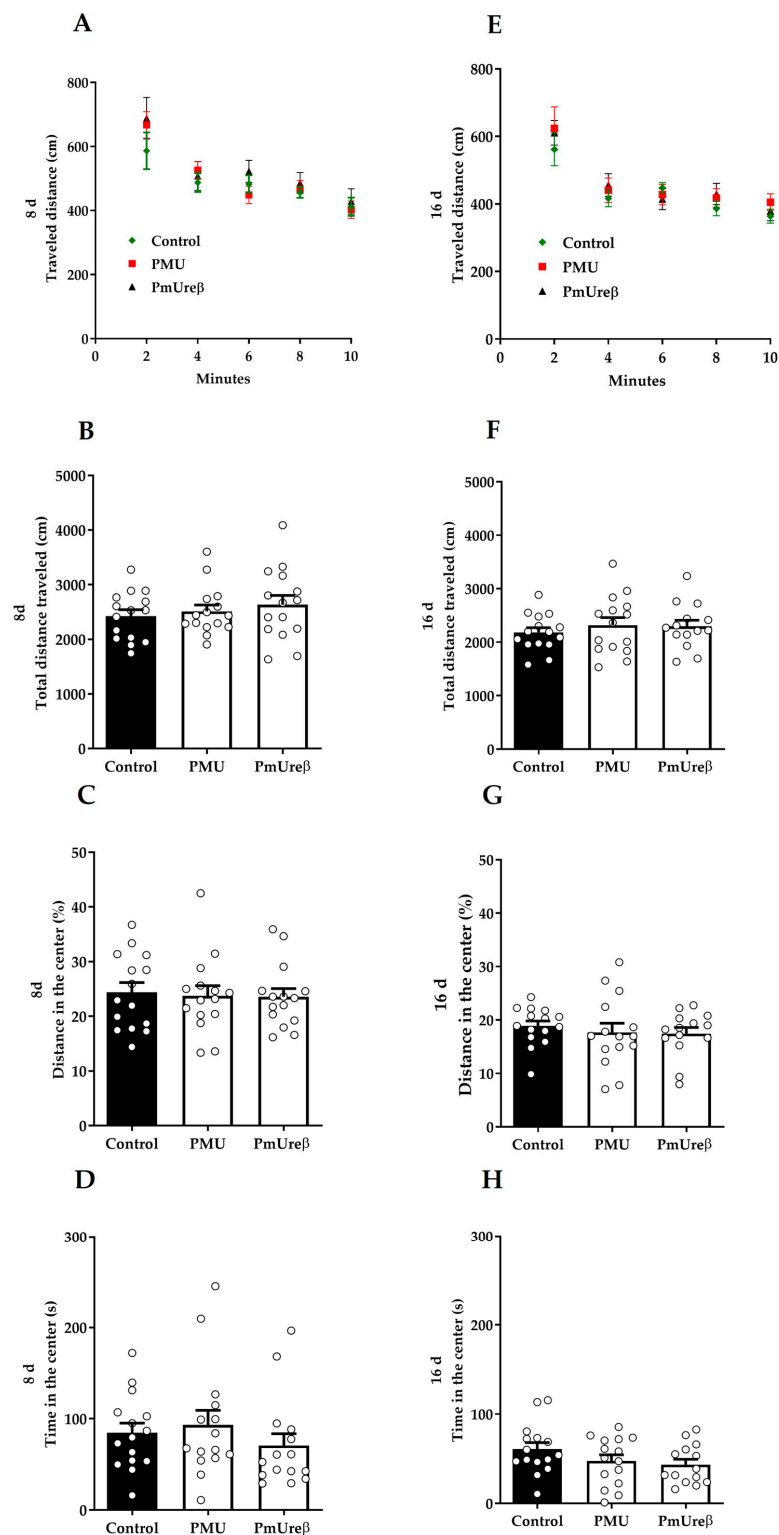 A
8 d
Traveled distance (cm)
800
600
400
200
0
Control
PMU
PmUreβ
0 2 4 6 8 10
Minutes
E
16 d
Traveled distance (cm)
800
600
400
200
0
Control
PMU
PmUreβ
0 2 4 6 8 10
Minutes
B
8d
Total distance traveled (cm)
5000
4000
3000
2000
1000
0
Control PMU PmUreβ
F
16 d
Total distance traveled (cm)
5000
4000
3000
2000
1000
0
Control PMU PmUreβ
C
8d
Distance in the center (%)
50
40
30
20
10
0
Control PMU PmUreβ
G
16 d
Distance in the center (%)
50
40
30
20
10
0
Control PMU PmUreβ
D
8 d
Time in the center (s)
300
200
100
0
Control PMU PmUreβ
H
16 d
Time in the center (s)
300
200
100
0
Control PMU PmUreβ